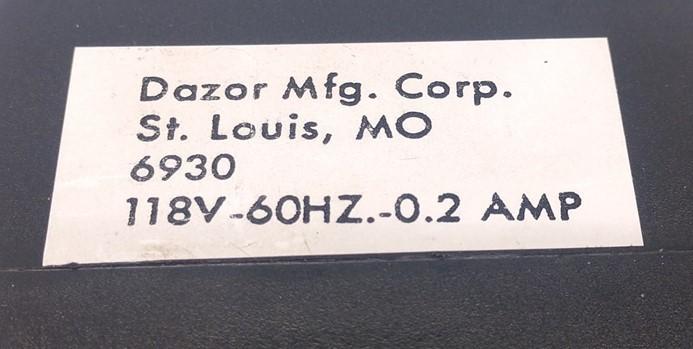 Dazor Mfg. Corp.
St. Louis, MO
6930
118V-60HZ.-0.2 AMP